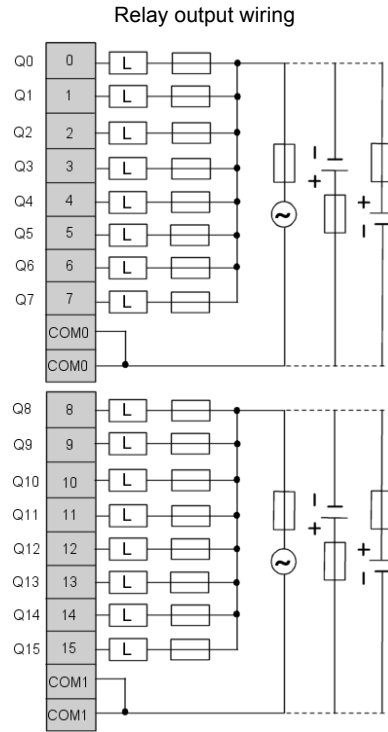 Relay output wiring
Q0 0 L
Q1 1 L
Q2 2 L
Q3 3 L
Q4 4 L
Q5 5 L
Q6 6 L
Q7 7 L
COM0
COM0
Q8 8 L
Q9 9 L
Q10 10 L
Q11 11 L
Q12 12 L
Q13 13 L
Q14 14 L
Q15 15 L
COM1
COM1